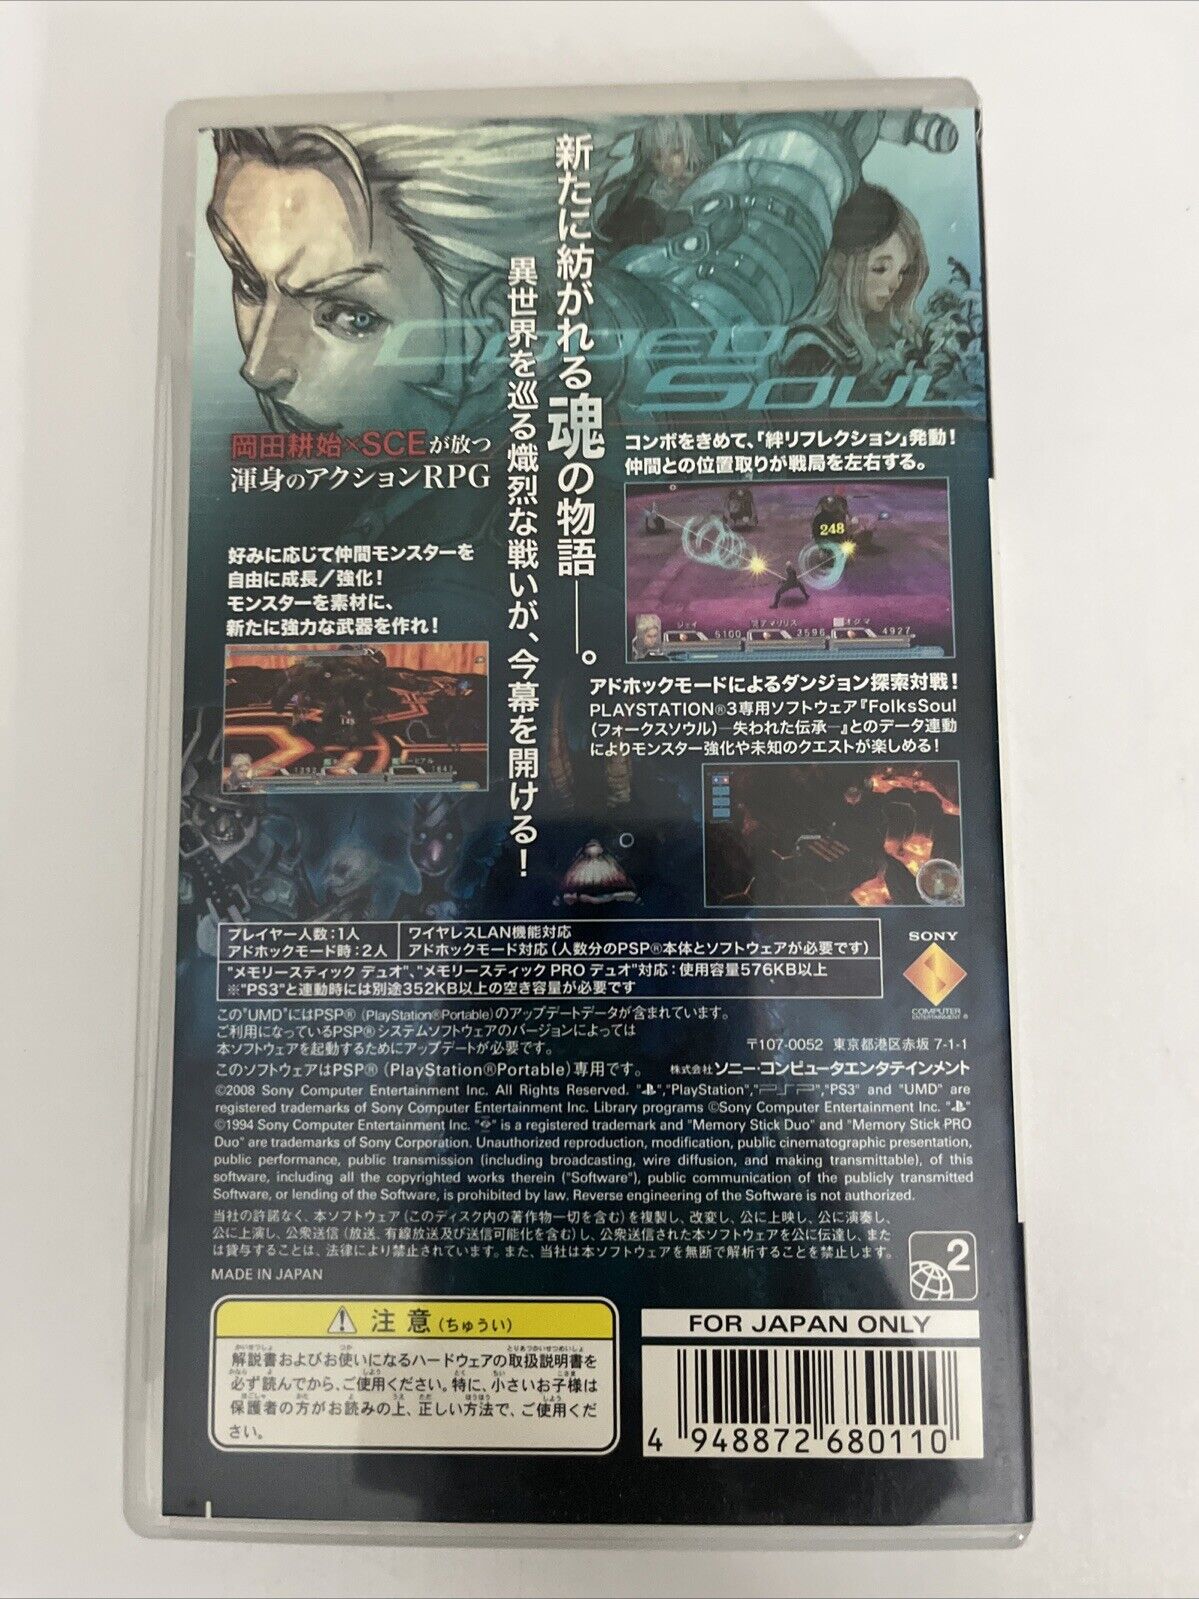 新たに紡がれる魂の物語――。
異世界を巡る熾烈な戦いが、今幕を開ける！
CODED
SOUL
岡田耕始×SCEが放つ
渾身のアクションRPG
好みに応じて仲間モンスターを
自由に成長／強化！
モンスターを素材に、
新たに強力な武器を作れ！
コンボをきめて、「絆リフレクション」発動！
仲間との位置取りが戦局を左右する。
248
ジェイ
5100
アマリリス
3596
オグマ
4927
148
アドホックモードによるダンジョン探索対戦！
PLAYSTATION®3専用ソフトウェア『FolksSoul
（フォークスソウル）―失われた伝承―』とのデータ連動
によりモンスター強化や未知のクエストが楽しめる！
プレイヤー人数：1人
アドホックモード時：2人
ワイヤレスLAN機能対応
アドホックモード対応（人数分のPSP®本体とソフトウェアが必要です）
"メモリースティック デュオ"、"メモリースティック PRO デュオ"対応：使用容量576KB以上
※"PS3"と連動時には別途352KB以上の空き容量が必要です
SONY
COMPUTER
ENTERTAINMENT ®
この"UMD"にはPSP®（PlayStation®Portable）のアップデートデータが含まれています。
ご利用になっているPSP®システムソフトウェアのバージョンによっては
本ソフトウェアを起動するためにアップデートが必要です。
このソフトウェアはPSP®（PlayStation®Portable）専用です。
〒107-0052 東京都港区赤坂 7-1-1
株式会社 ソニー・コンピュータエンタテインメント
©2008 Sony Computer Entertainment Inc. All Rights Reserved. "","PlayStation","PSP","PS3" and "UMD" are
registered trademarks of Sony Computer Entertainment Inc. Library programs ©Sony Computer Entertainment Inc. ""
©1994 Sony Computer Entertainment Inc. "" is a registered trademark and "Memory Stick Duo" and "Memory Stick PRO
Duo" are trademarks of Sony Corporation. Unauthorized reproduction, modification, public cinematographic presentation,
public performance, public transmission (including broadcasting, wire diffusion, and making transmittable), of this
software, including all the copyrighted works therein ("Software"), public communication of the publicly transmitted
Software, or lending of the Software, is prohibited by law. Reverse engineering of the Software is not authorized.
当社の許諾なく、本ソフトウェア（このディスク内の著作物一切を含む）を複製し、改変し、公に上映し、公に演奏し、
公に上演し、公衆送信（放送、有線放送及び送信可能化を含む）し、公衆送信された本ソフトウェアを公に伝達し、また
は貸与することは、法律により禁止されています。また、当社は本ソフトウェアを無断で解析することを禁止します。
MADE IN JAPAN
2
注意（ちゅうい）
解説書およびお使いになるハードウェアの取扱説明書を
必ず読んでから、ご使用ください。特に、小さいお子様は
保護者の方がお読みの上、正しい方法で、ご使用くだ
さい。
FOR JAPAN ONLY
4 948872 680110